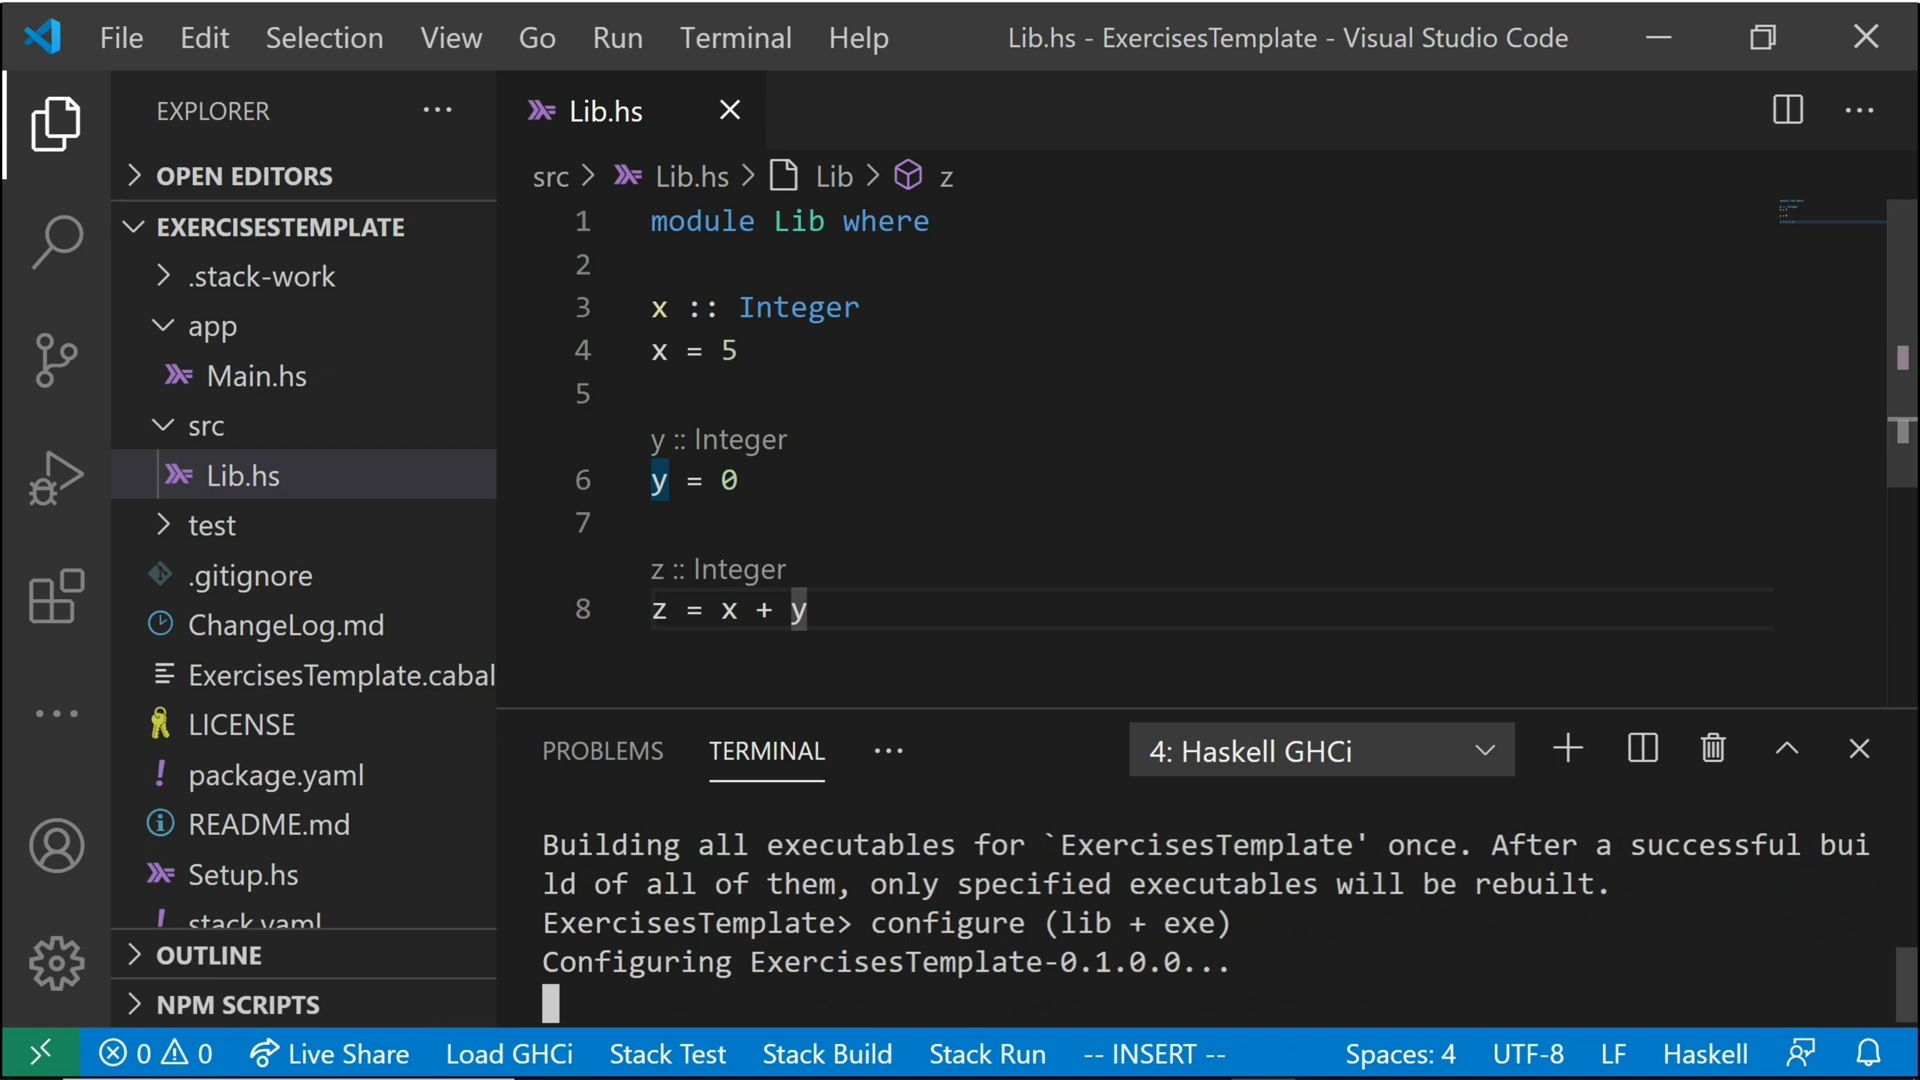 File Edit Selection View Go Run Terminal Help Lib.hs - ExercisesTemplate - Visual Studio Code
EXPLORER
OPEN EDITORS
EXERCISESTEMPLATE
.stack-work
app
Main.hs
src
Lib.hs
test
.gitignore
ChangeLog.md
ExercisesTemplate.cabal
LICENSE
package.yaml
README.md
Setup.hs
stack.yaml
OUTLINE
NPM SCRIPTS
Lib.hs
src > Lib.hs > Lib > z
1 module Lib where
2
3 x :: Integer
4 x = 5
5
y :: Integer
6 y = 0
7
z :: Integer
8 z = x + y
PROBLEMS TERMINAL 4: Haskell GHCi
Building all executables for `ExercisesTemplate' once. After a successful bui
ld of all of them, only specified executables will be rebuilt.
ExercisesTemplate> configure (lib + exe)
Configuring ExercisesTemplate-0.1.0.0...
0 0 Live Share Load GHCi Stack Test Stack Build Stack Run -- INSERT -- Spaces: 4 UTF-8 LF Haskell